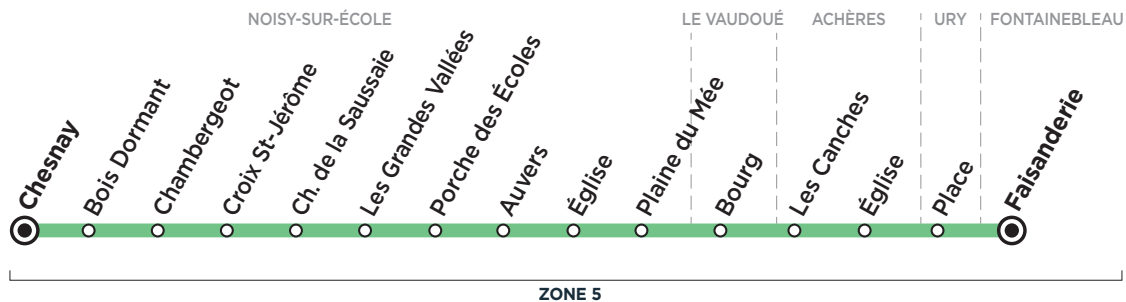 NOISY-SUR-ÉCOLE
LE VAUDOUÉ
ACHÈRES
URY
FONTAINEBLEAU
Chesnay
Bois Dormant
Chambergeot
Croix St-Jérôme
Ch. de la Saussaie
Les Grandes Vallées
Porche des Écoles
Auvers
Église
Plaine du Mée
Bourg
Les Canches
Église
Place
Faisanderie
ZONE 5